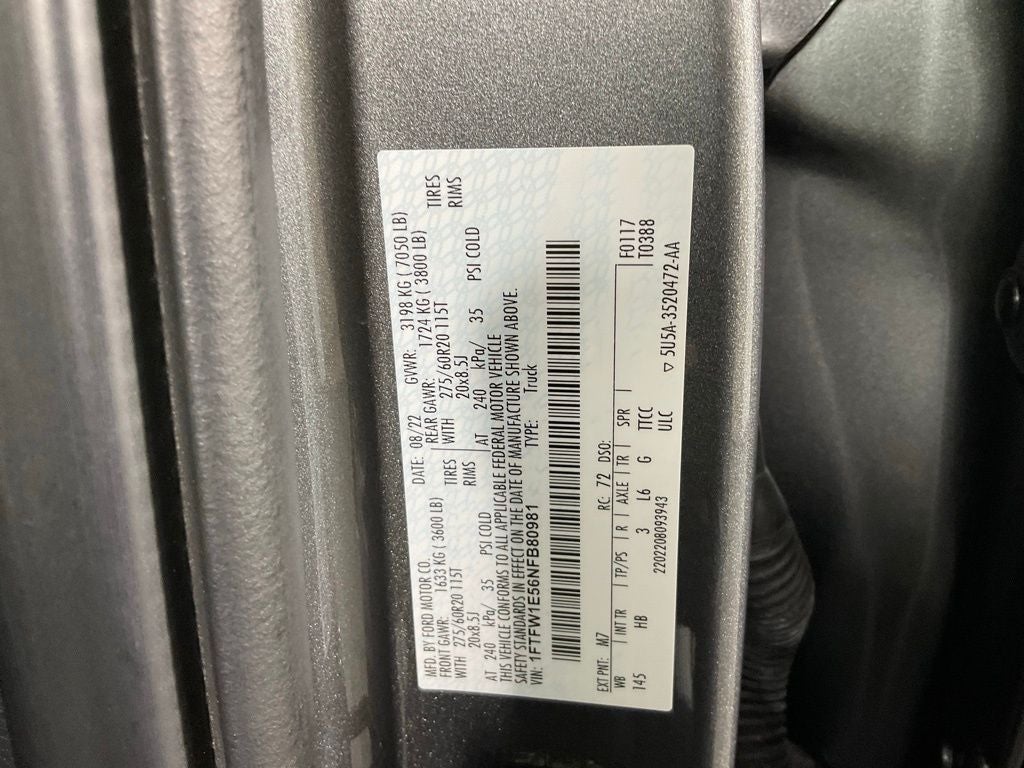 MFD. BY FORD MOTOR CO. DATE: 08/22 GVWR: 3198 KG ( 7050 LB)
FRONT GAWR: 1633 KG ( 3600 LB) REAR GAWR: 1724 KG ( 3800 LB)
WITH 275/60R20 115T TIRES WITH 275/60R20 115T TIRES
20x8.5J RIMS 20x8.5J RIMS
AT 240 kPa/ 35 PSI COLD AT 240 kPa/ 35 PSI COLD
THIS VEHICLE CONFORMS TO ALL APPLICABLE FEDERAL MOTOR VEHICLE
SAFETY STANDARDS IN EFFECT ON THE DATE OF MANUFACTURE SHOWN ABOVE.
VIN: 1FTFW1E56NFB80981 TYPE: Truck
EXT PNT: M7 RC: 72 DSO:
WB | INT TR | TP/PS | R | AXLE | TR | SPR | F0117
145 HB 3 L6 G TTCC T0388
2202208093943 ULC
▽ 5U5A-3520472-AA